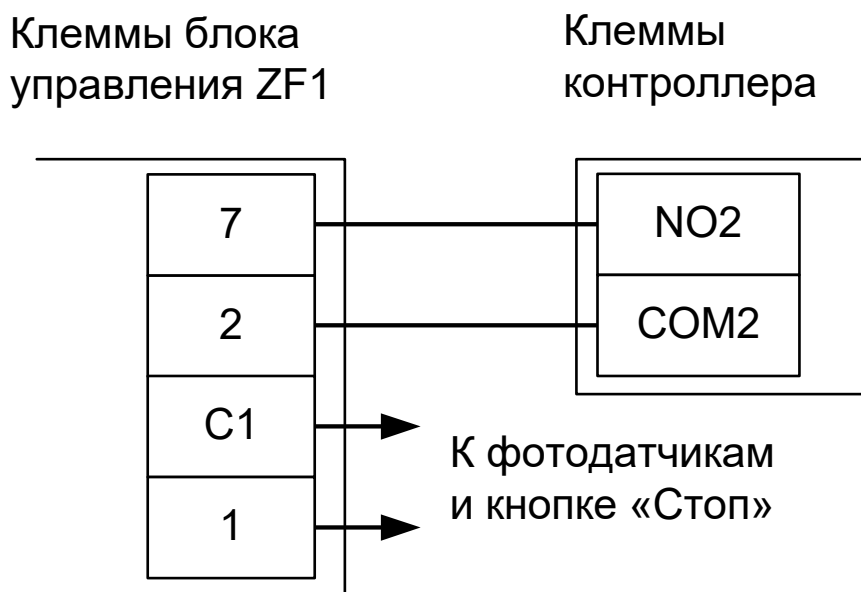 Клеммы блока
управления ZF1
Клеммы
контроллера
7
NO2
2
COM2
C1
1
К фотодатчикам
и кнопке «Стоп»